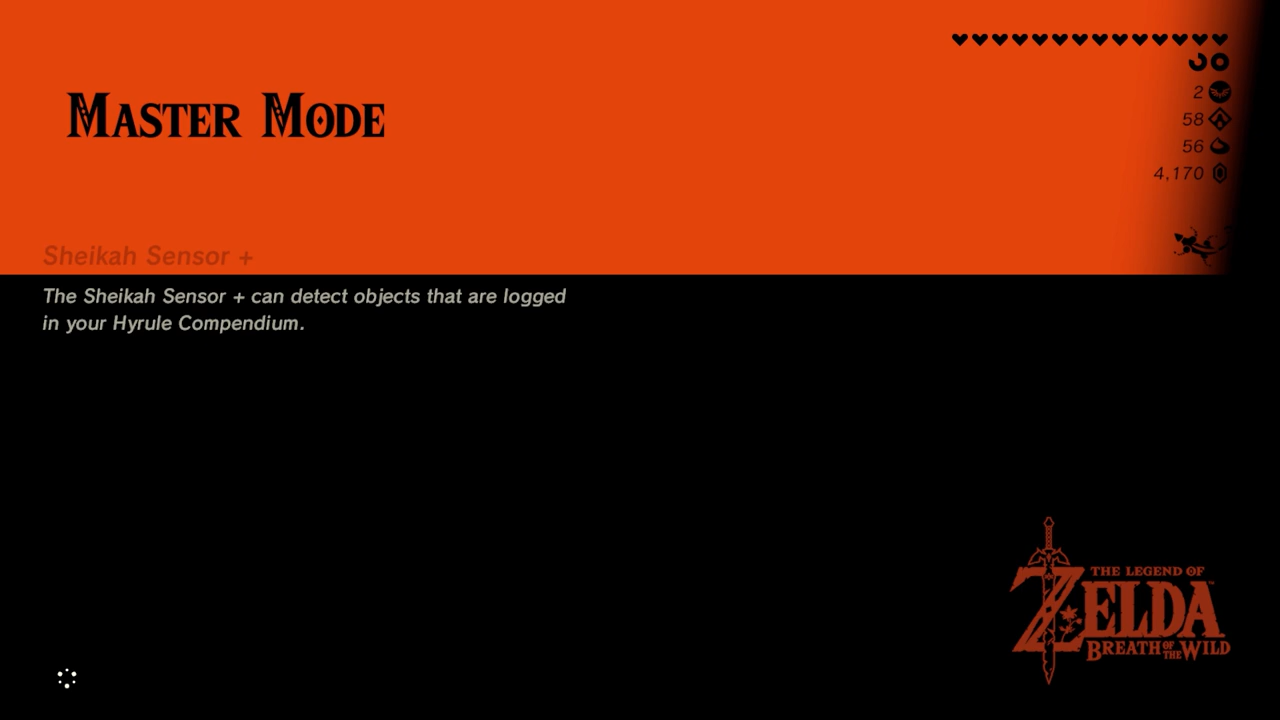 Master Mode
2
58
56
4,170
Sheikah Sensor +
The Sheikah Sensor + can detect objects that are logged
in your Hyrule Compendium.
THE LEGEND OF
ZELDA
BREATH OF THE WILD